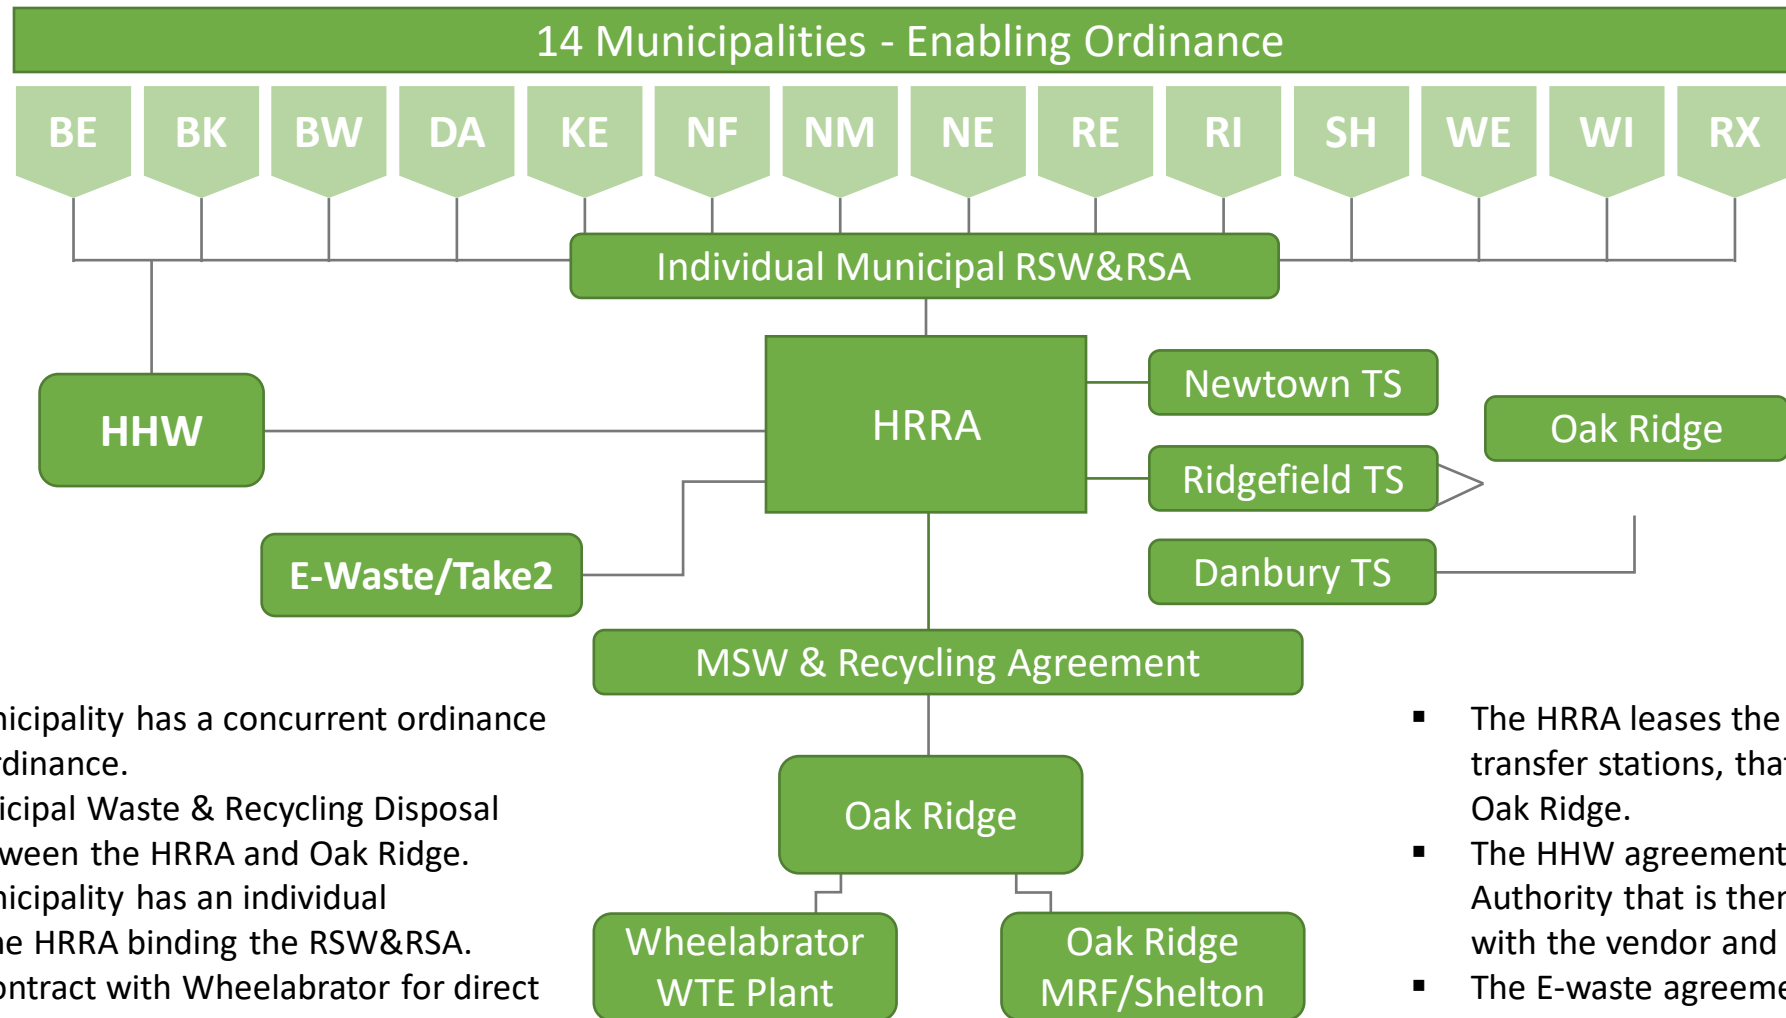 14 Municipalities - Enabling Ordinance
BE BK BW DA KE NF NM NE RE RI SH WE WI RX
Individual Municipal RSW&RSA
HHW
HRRA
Newtown TS
Oak Ridge
Ridgefield TS
E-Waste/Take2
Danbury TS
MSW & Recycling Agreement
Oak Ridge
Wheelabrator
WTE Plant
Oak Ridge
MRF/Shelton
nicipality has a concurrent ordinance
rdinance.
icipal Waste & Recycling Disposal
tween the HRRA and Oak Ridge.
nicipality has an individual
he HRRA binding the RSW&RSA.
ontract with Wheelabrator for direct
▪ The HRRA leases the
transfer stations, that
Oak Ridge.
▪ The HHW agreement
Authority that is then
with the vendor and
▪ The E-waste agreeme